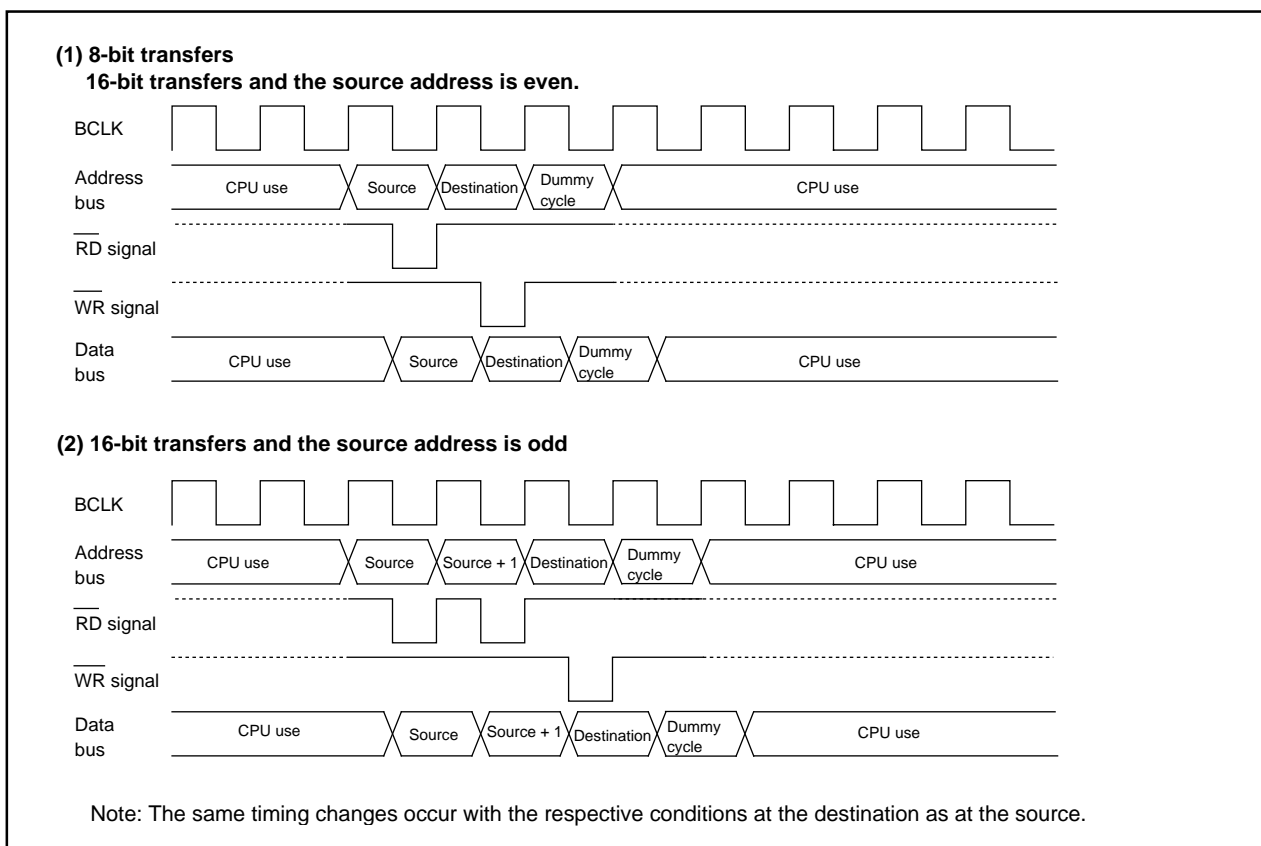 (1) 8-bit transfers
16-bit transfers and the source address is even.
BCLK
Address
bus
CPU use
Source
Destination
Dummy
cycle
CPU use
RD signal
WR signal
Data
bus
CPU use
Source
Destination
Dummy
cycle
CPU use
(2) 16-bit transfers and the source address is odd
BCLK
Address
bus
CPU use
Source
Source + 1
Destination
Dummy
cycle
CPU use
RD signal
WR signal
Data
bus
CPU use
Source
Source + 1
Destination
Dummy
cycle
CPU use
Note: The same timing changes occur with the respective conditions at the destination as at the source.